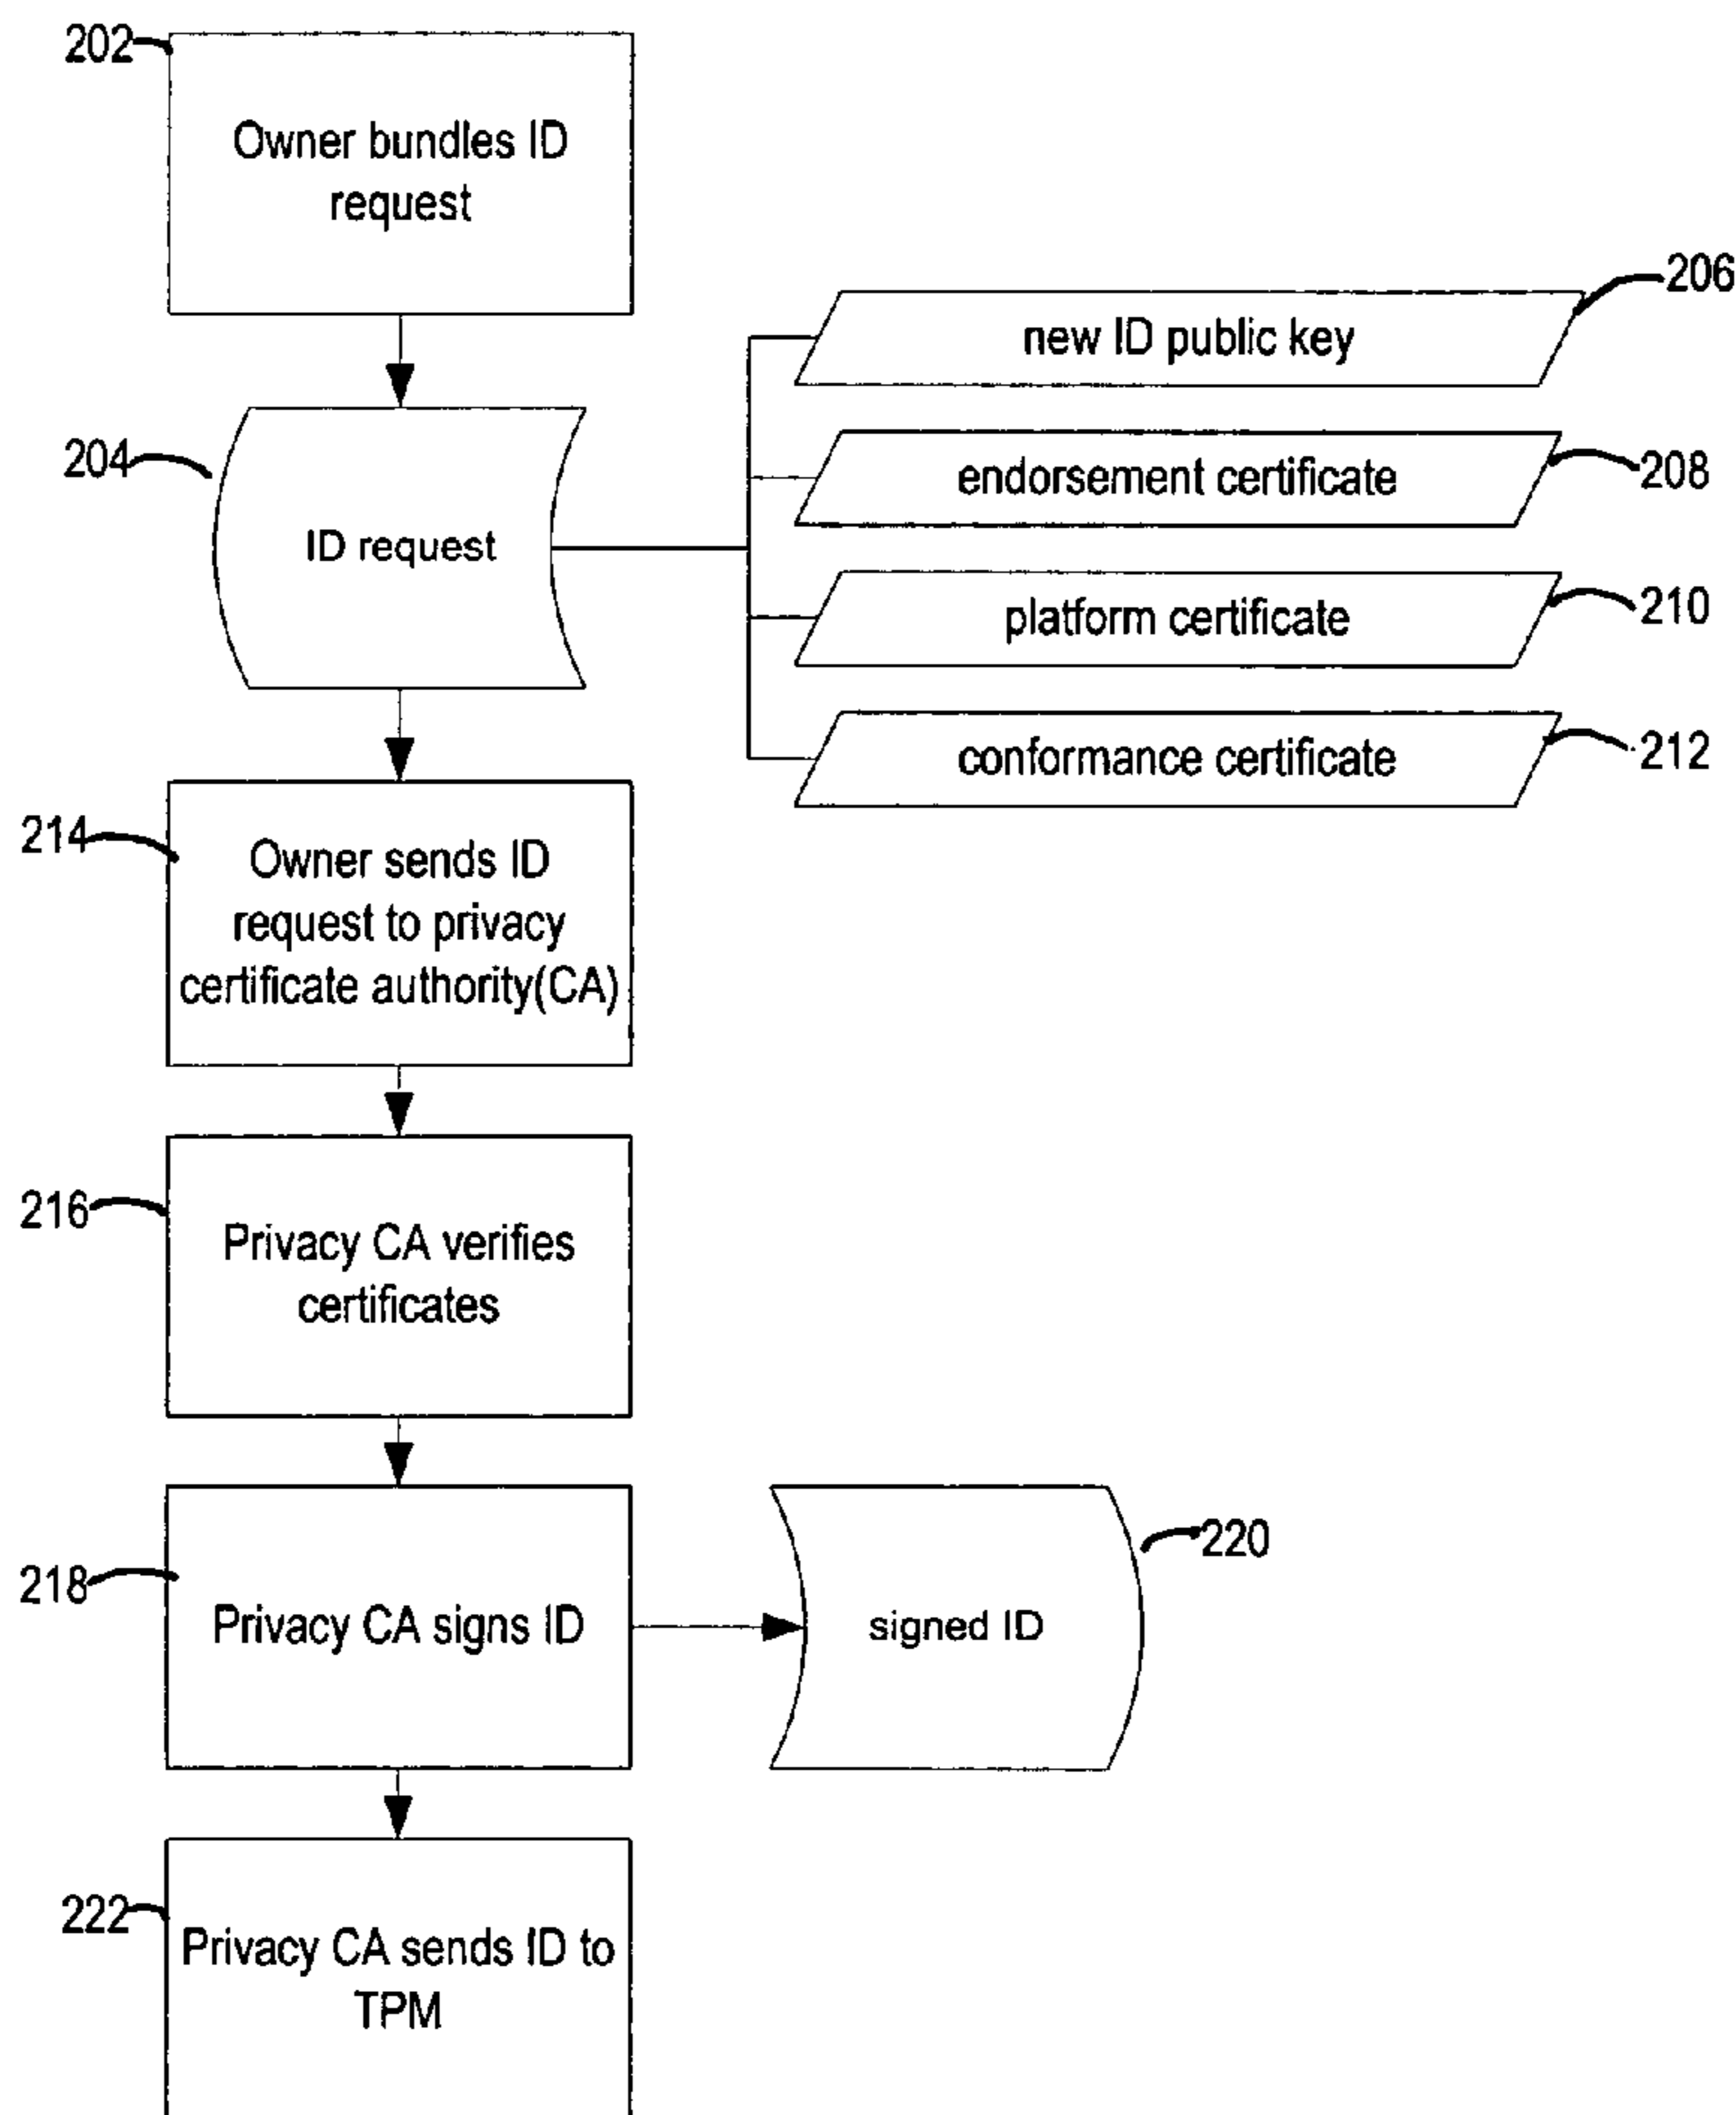 202
Owner bundles ID
request
206
new ID public key
204
ID request
endorsement certificate
208
platform certificate
210
conformance certificate
212
214
Owner sends ID
request to privacy
certificate authority(CA)
216
Privacy CA verifies
certificates
218
Privacy CA signs ID
signed ID
220
222
Privacy CA sends ID to
TPM